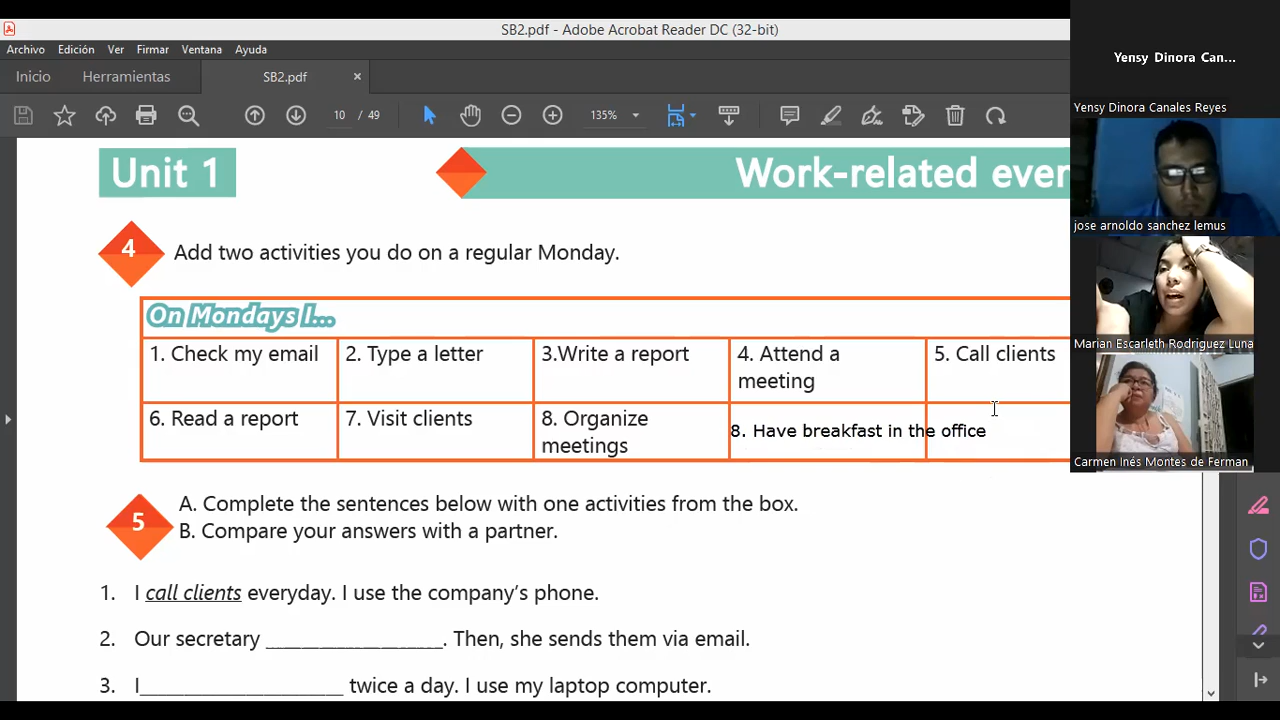 SB2.pdf - Adobe Acrobat Reader DC (32-bit)
Archivo Edición Ver Firmar Ventana Ayuda
Inicio Herramientas SB2.pdf ×
10 / 49 135%
Unit 1
Work-related ever
4 Add two activities you do on a regular Monday.
On Mondays I...
1. Check my email 2. Type a letter 3.Write a report 4. Attend a meeting 5. Call clients
6. Read a report 7. Visit clients 8. Organize meetings 8. Have breakfast in the office
5 A. Complete the sentences below with one activities from the box.
B. Compare your answers with a partner.
1. I call clients everyday. I use the company’s phone.
2. Our secretary ____________________. Then, she sends them via email.
3. I_______________________ twice a day. I use my laptop computer.
Yensy Dinora Can...
Yensy Dinora Canales Reyes
jose arnoldo sanchez lemus
Marian Escarleth Rodriguez Luna
Carmen Inés Montes de Ferman